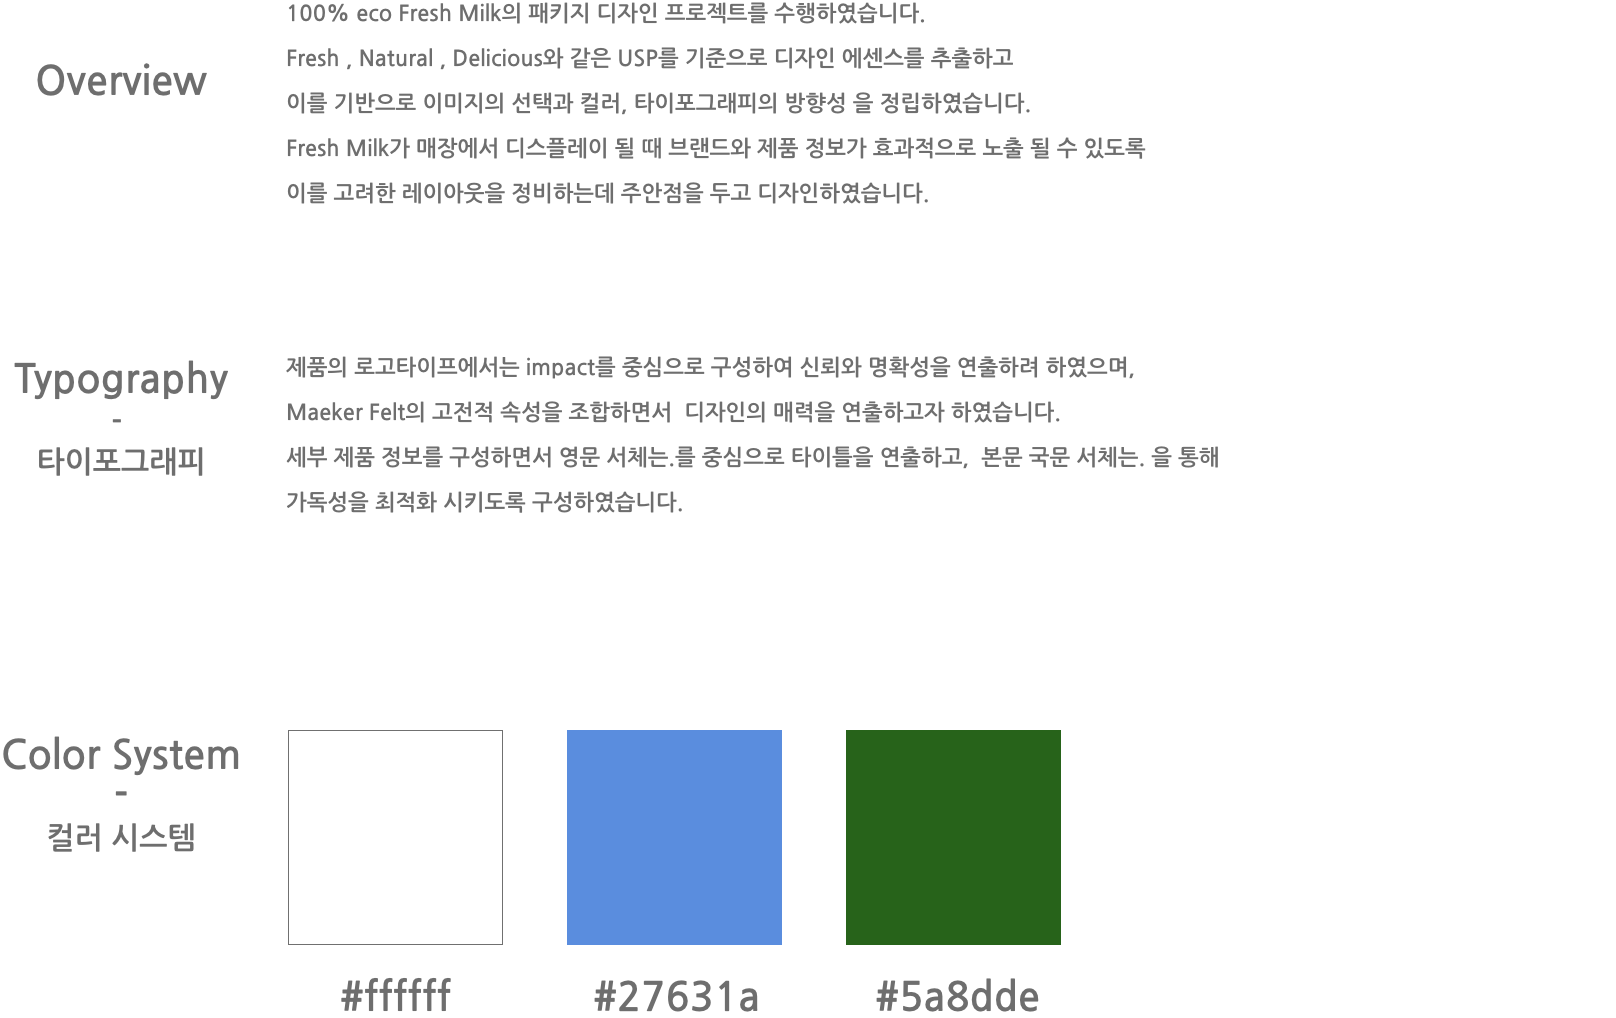 Overview
100% eco Fresh Milk의 패키지 디자인 프로젝트를 수행하였습니다.
Fresh , Natural , Delicious와 같은 USP를 기준으로 디자인 에센스를 추출하고
이를 기반으로 이미지의 선택과 컬러, 타이포그래피의 방향성 을 정립하였습니다.
Fresh Milk가 매장에서 디스플레이 될 때 브랜드와 제품 정보가 효과적으로 노출 될 수 있도록
이를 고려한 레이아웃을 정비하는데 주안점을 두고 디자인하였습니다.
Typography
-
타이포그래피
제품의 로고타이프에서는 impact를 중심으로 구성하여 신뢰와 명확성을 연출하려 하였으며,
Maeker Felt의 고전적 속성을 조합하면서 디자인의 매력을 연출하고자 하였습니다.
세부 제품 정보를 구성하면서 영문 서체는.를 중심으로 타이틀을 연출하고, 본문 국문 서체는. 을 통해
가독성을 최적화 시키도록 구성하였습니다.
Color System
-
컬러 시스템
#ffffff
#27631a
#5a8dde